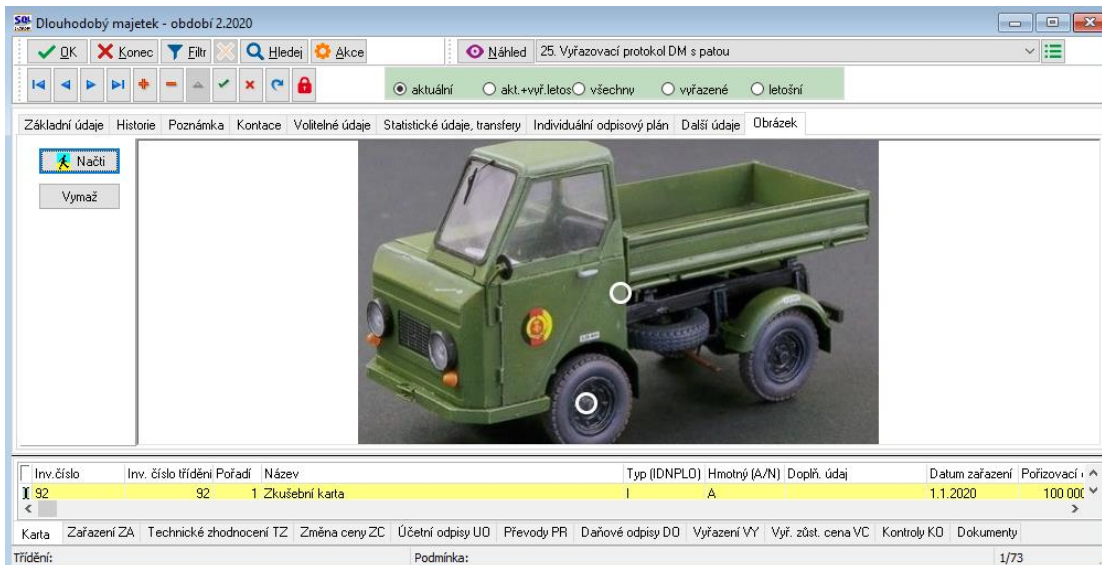 SQL
Dlouhodobý majetek - období 2.2020
OK Konec Filtr Hledej Akce Náhled 25. Vyřazovací protokol DM s patou
aktuální akt.+vyř.letos všechny vyřazené letošní
Základní údaje Historie Poznámka Kontace Volitelné údaje Statistické údaje, transfery Individuální odpisový plán Další údaje Obrázek
Načti
Vymaž
Inv.číslo Inv. číslo třídění Pořadí Název Typ (IDNPLO) Hmotný (A/N) Doplň. údaj Datum zařazení Pořizovací
92 92 1 Zkušební karta I A 1.1.2020 100 000
Karta Zařazení ZA Technické zhodnocení TZ Změna ceny ZC Účetní odpisy UO Převody PR Daňové odpisy DO Vyřazení VY Vyř. zůst. cena VC Kontroly KO Dokumenty
Třídění: Podmínka: 1/73